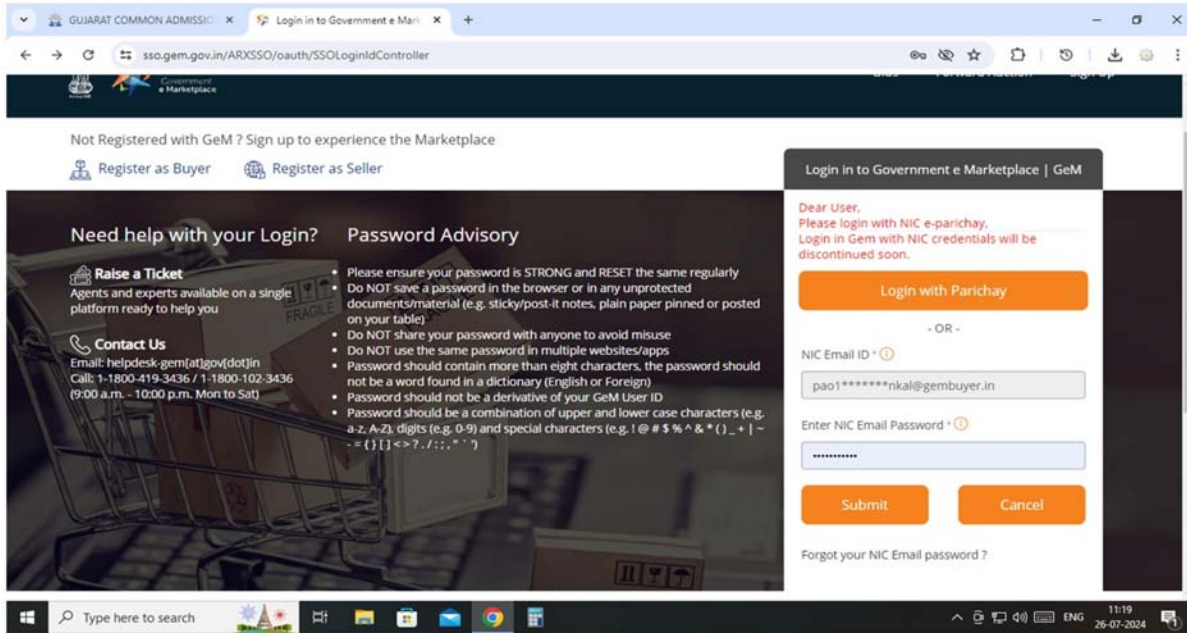 GUJARAT COMMON ADMISSIO
Login in to Government e Mark
sso.gem.gov.in/ARXSSO/oauth/SSOLoginIdController
Government
e Marketplace
Not Registered with GeM ? Sign up to experience the Marketplace
Register as Buyer
Register as Seller
Need help with your Login?
Raise a Ticket
Agents and experts available on a single
platform ready to help you
Contact Us
Email: helpdesk-gem[at]gov[dot]in
Call: 1-1800-419-3436 / 1-1800-102-3436
(9:00 a.m. - 10:00 p.m. Mon to Sat)
FRAGILE
Password Advisory
• Please ensure your password is STRONG and RESET the same regularly
• Do NOT save a password in the browser or in any unprotected
documents/material (e.g. sticky/post-it notes, plain paper pinned or posted
on your table)
• Do NOT share your password with anyone to avoid misuse
• Do NOT use the same password in multiple websites/apps
• Password should contain more than eight characters, the password should
not be a word found in a dictionary (English or Foreign)
• Password should not be a derivative of your GeM User ID
• Password should be a combination of upper and lower case characters (e.g.
a-z, A-Z), digits (e.g. 0-9) and special characters (e.g. ! @ # $ % ^ & * ( ) _ + | ~
- = { } [ ] < > ? . / : ; , " ` ')
Login in to Government e Marketplace | GeM
Dear User,
Please login with NIC e-parichay.
Login in Gem with NIC credentials will be
discontinued soon.
Login with Parichay
- OR -
NIC Email ID *
pao1*******nkal@gembuyer.in
Enter NIC Email Password *
•••••••••••
Submit
Cancel
Forgot your NIC Email password ?
Type here to search
ENG
11:19
26-07-2024